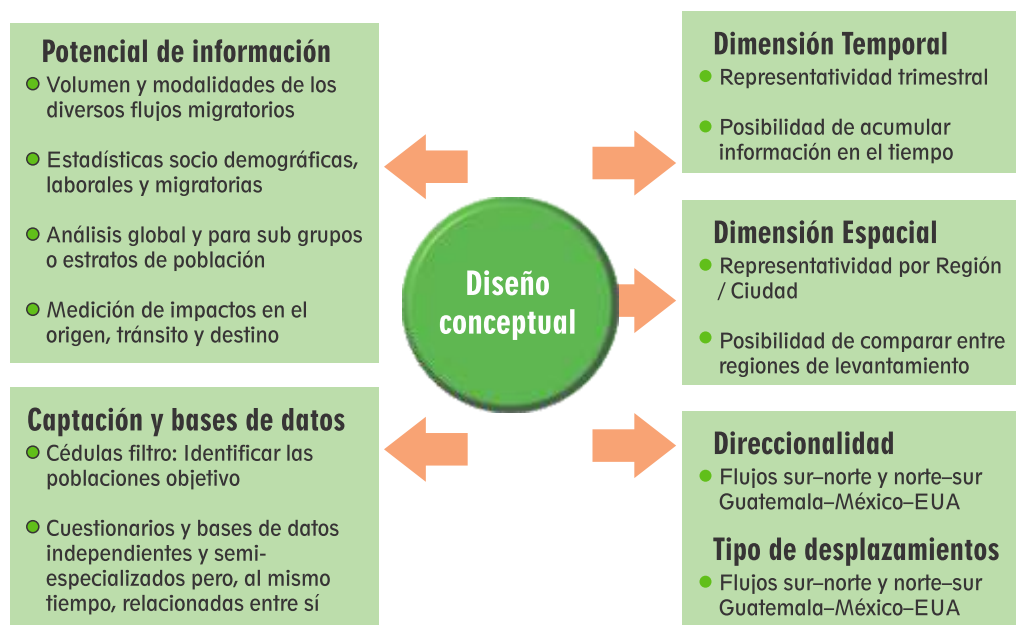 Potencial de información
Volumen y modalidades de los
diversos flujos migratorios
Estadísticas socio demográficas,
laborales y migratorias
Análisis global y para sub grupos
o estratos de población
Medición de impactos en el
origen, tránsito y destino
Captación y bases de datos
Cédulas filtro: Identificar las
poblaciones objetivo
Cuestionarios y bases de datos
independientes y semi-
especializados pero, al mismo
tiempo, relacionadas entre sí
Diseño
conceptual
Dimensión Temporal
Representatividad trimestral
Posibilidad de acumular
información en el tiempo
Dimensión Espacial
Representatividad por Región
/ Ciudad
Posibilidad de comparar entre
regiones de levantamiento
Direccionalidad
Flujos sur–norte y norte–sur
Guatemala–México–EUA
Tipo de desplazamientos
Flujos sur–norte y norte–sur
Guatemala–México–EUA